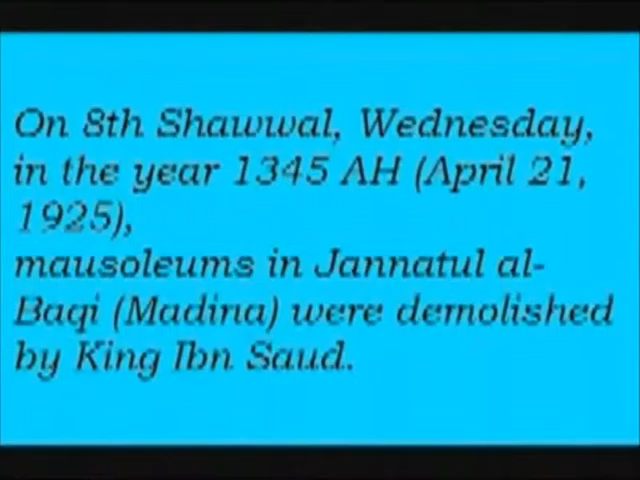 On 8th Shawwal, Wednesday,
in the year 1345 AH (April 21,
1925),
mausoleums in Jannatul al-
Baqi (Madina) were demolished
by King Ibn Saud.